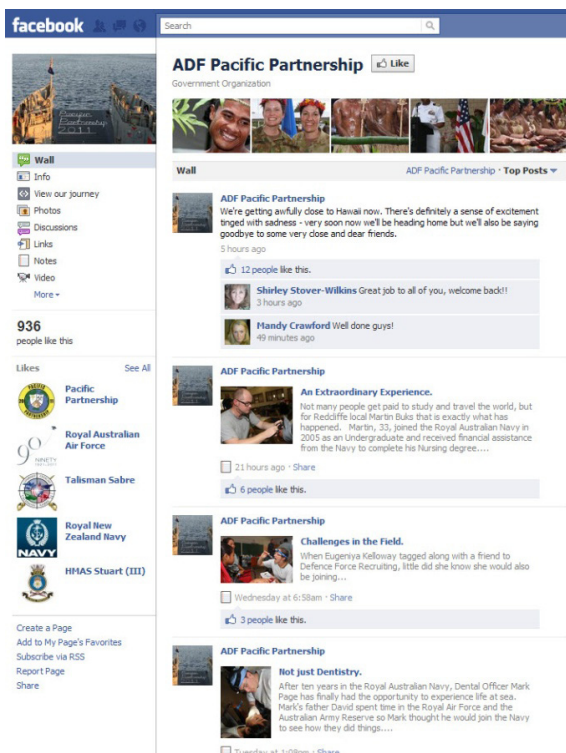 facebook
Search
Pacific
Partnership
2011
ADF Pacific Partnership
Like
Government Organization
Wall
Info
View our journey
Photos
Discussions
Links
Notes
Video
More
936
people like this
Likes
See All
Pacific
Partnership
Royal Australian
Air Force
Talisman Sabre
Royal New
Zealand Navy
NAVY
HMAS Stuart (III)
Create a Page
Add to My Page's Favorites
Subscribe via RSS
Report Page
Share
Wall
ADF Pacific Partnership · Top Posts
ADF Pacific Partnership
We're getting awfully close to Hawaii now. There's definitely a sense of excitement
tinged with sadness - very soon now we'll be heading home but we'll also be saying
goodbye to some very close and dear friends.
5 hours ago
12 people like this.
Shirley Stover-Wilkins Great job to all of you, welcome back!!
3 hours ago
Mandy Crawford Well done guys!
49 minutes ago
ADF Pacific Partnership
An Extraordinary Experience.
Not many people get paid to study and travel the world, but
for Redcliffe local Martin Buks that is exactly what has
happened. Martin, 33, joined the Royal Australian Navy in
2005 as an Undergraduate and received financial assistance
from the Navy to complete his Nursing degree....
21 hours ago · Share
6 people like this.
ADF Pacific Partnership
Challenges in the Field.
When Eugeniya Kelloway tagged along with a friend to
Defence Force Recruiting, little did she know she would also
be joining...
Wednesday at 6:58am · Share
3 people like this.
ADF Pacific Partnership
Not just Dentistry.
After ten years in the Royal Australian Navy, Dental Officer Mark
Page has finally had the opportunity to experience life at sea.
Mark's father David spent time in the Royal Air Force and the
Australian Army Reserve so Mark thought he would join the Navy
to see how they did things....
Tuesday at 1:08pm · Share